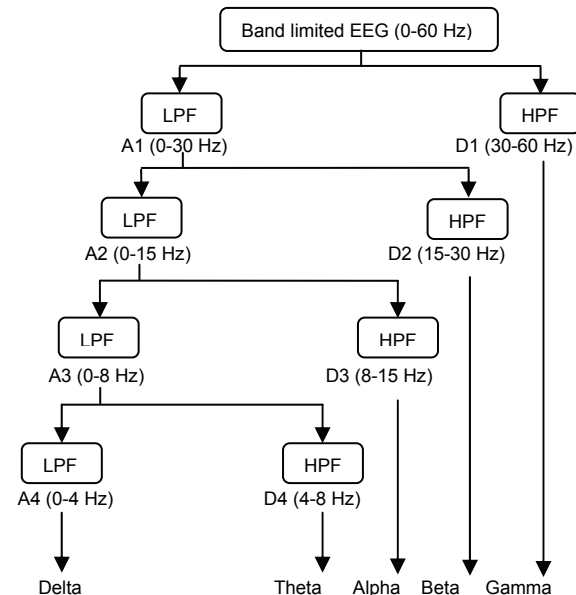 Band limited EEG (0-60 Hz)
LPF
HPF
A1 (0-30 Hz)
D1 (30-60 Hz)
LPF
HPF
A2 (0-15 Hz)
D2 (15-30 Hz)
LPF
HPF
A3 (0-8 Hz)
D3 (8-15 Hz)
LPF
HPF
A4 (0-4 Hz)
D4 (4-8 Hz)
Delta
Theta
Alpha
Beta
Gamma